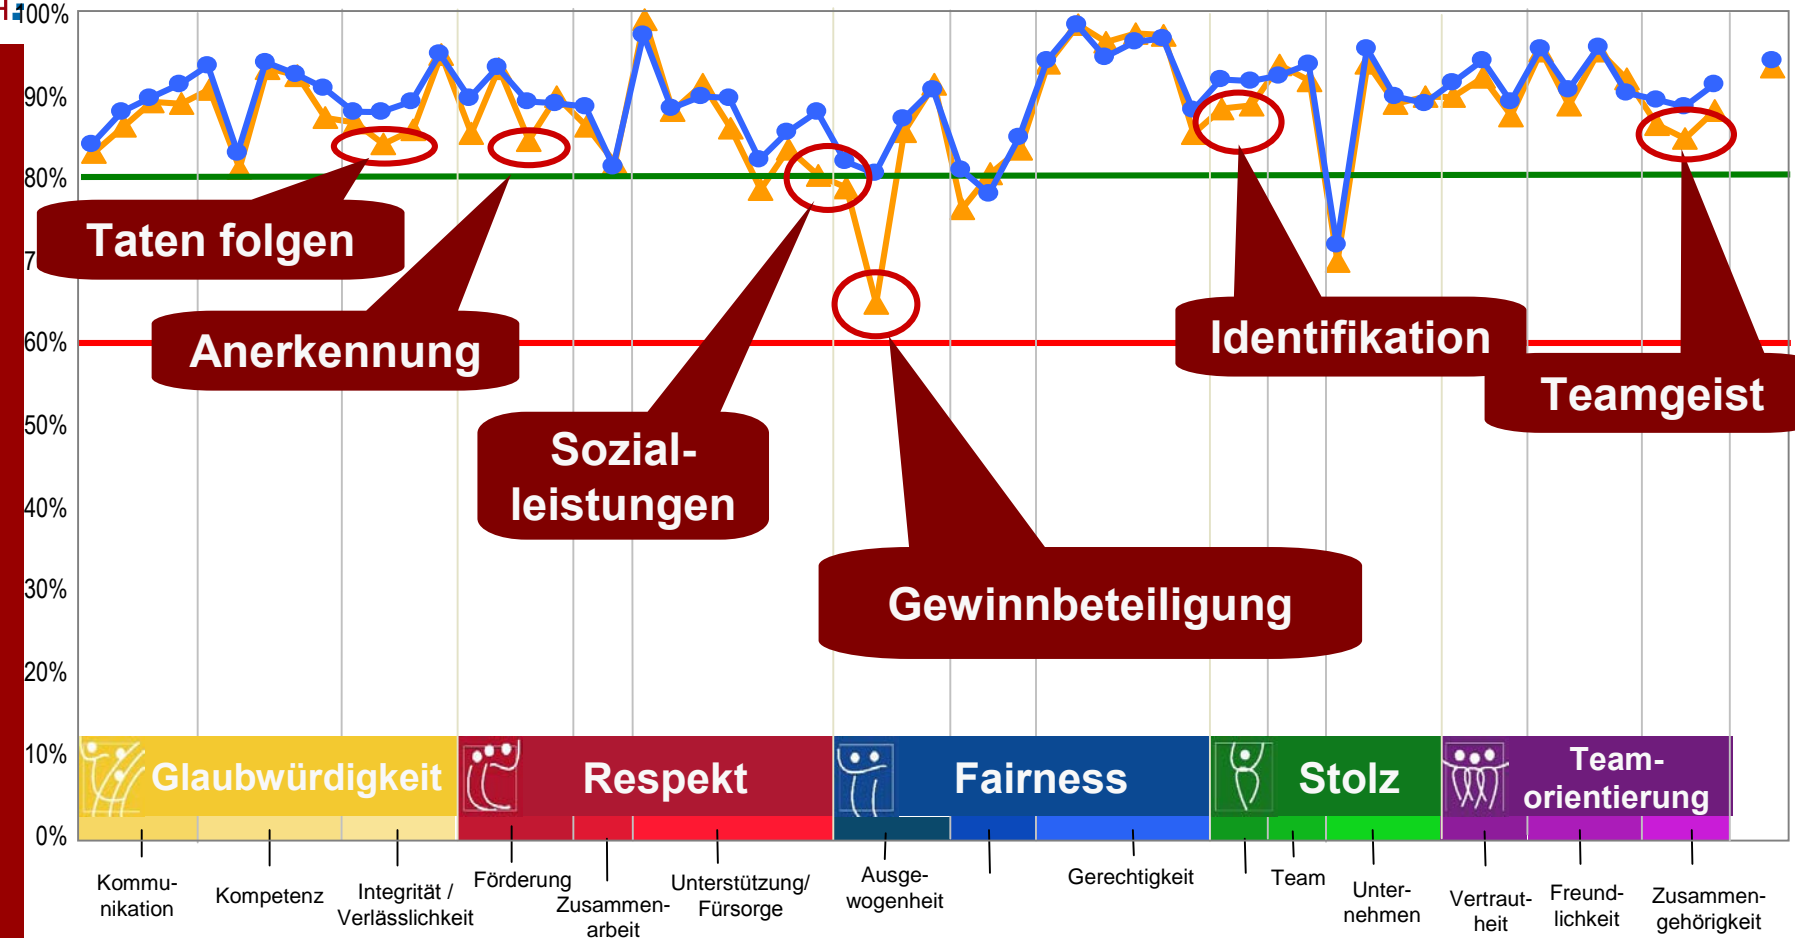 H
100%
90%
80%
7
60%
50%
40%
30%
20%
10%
0%
Taten folgen
Anerkennung
Sozial-
leistungen
Gewinnbeteiligung
Identifikation
Teamgeist
Glaubwürdigkeit
Respekt
Fairness
Stolz
Team-
orientierung
Kommu-
nikation
Kompetenz
Integrität /
Verlässlichkeit
Förderung
Zusammen-
arbeit
Unterstützung/
Fürsorge
Ausge-
wogenheit
Gerechtigkeit
Team
Unter-
nehmen
Vertraut-
heit
Freund-
lichkeit
Zusammen-
gehörigkeit